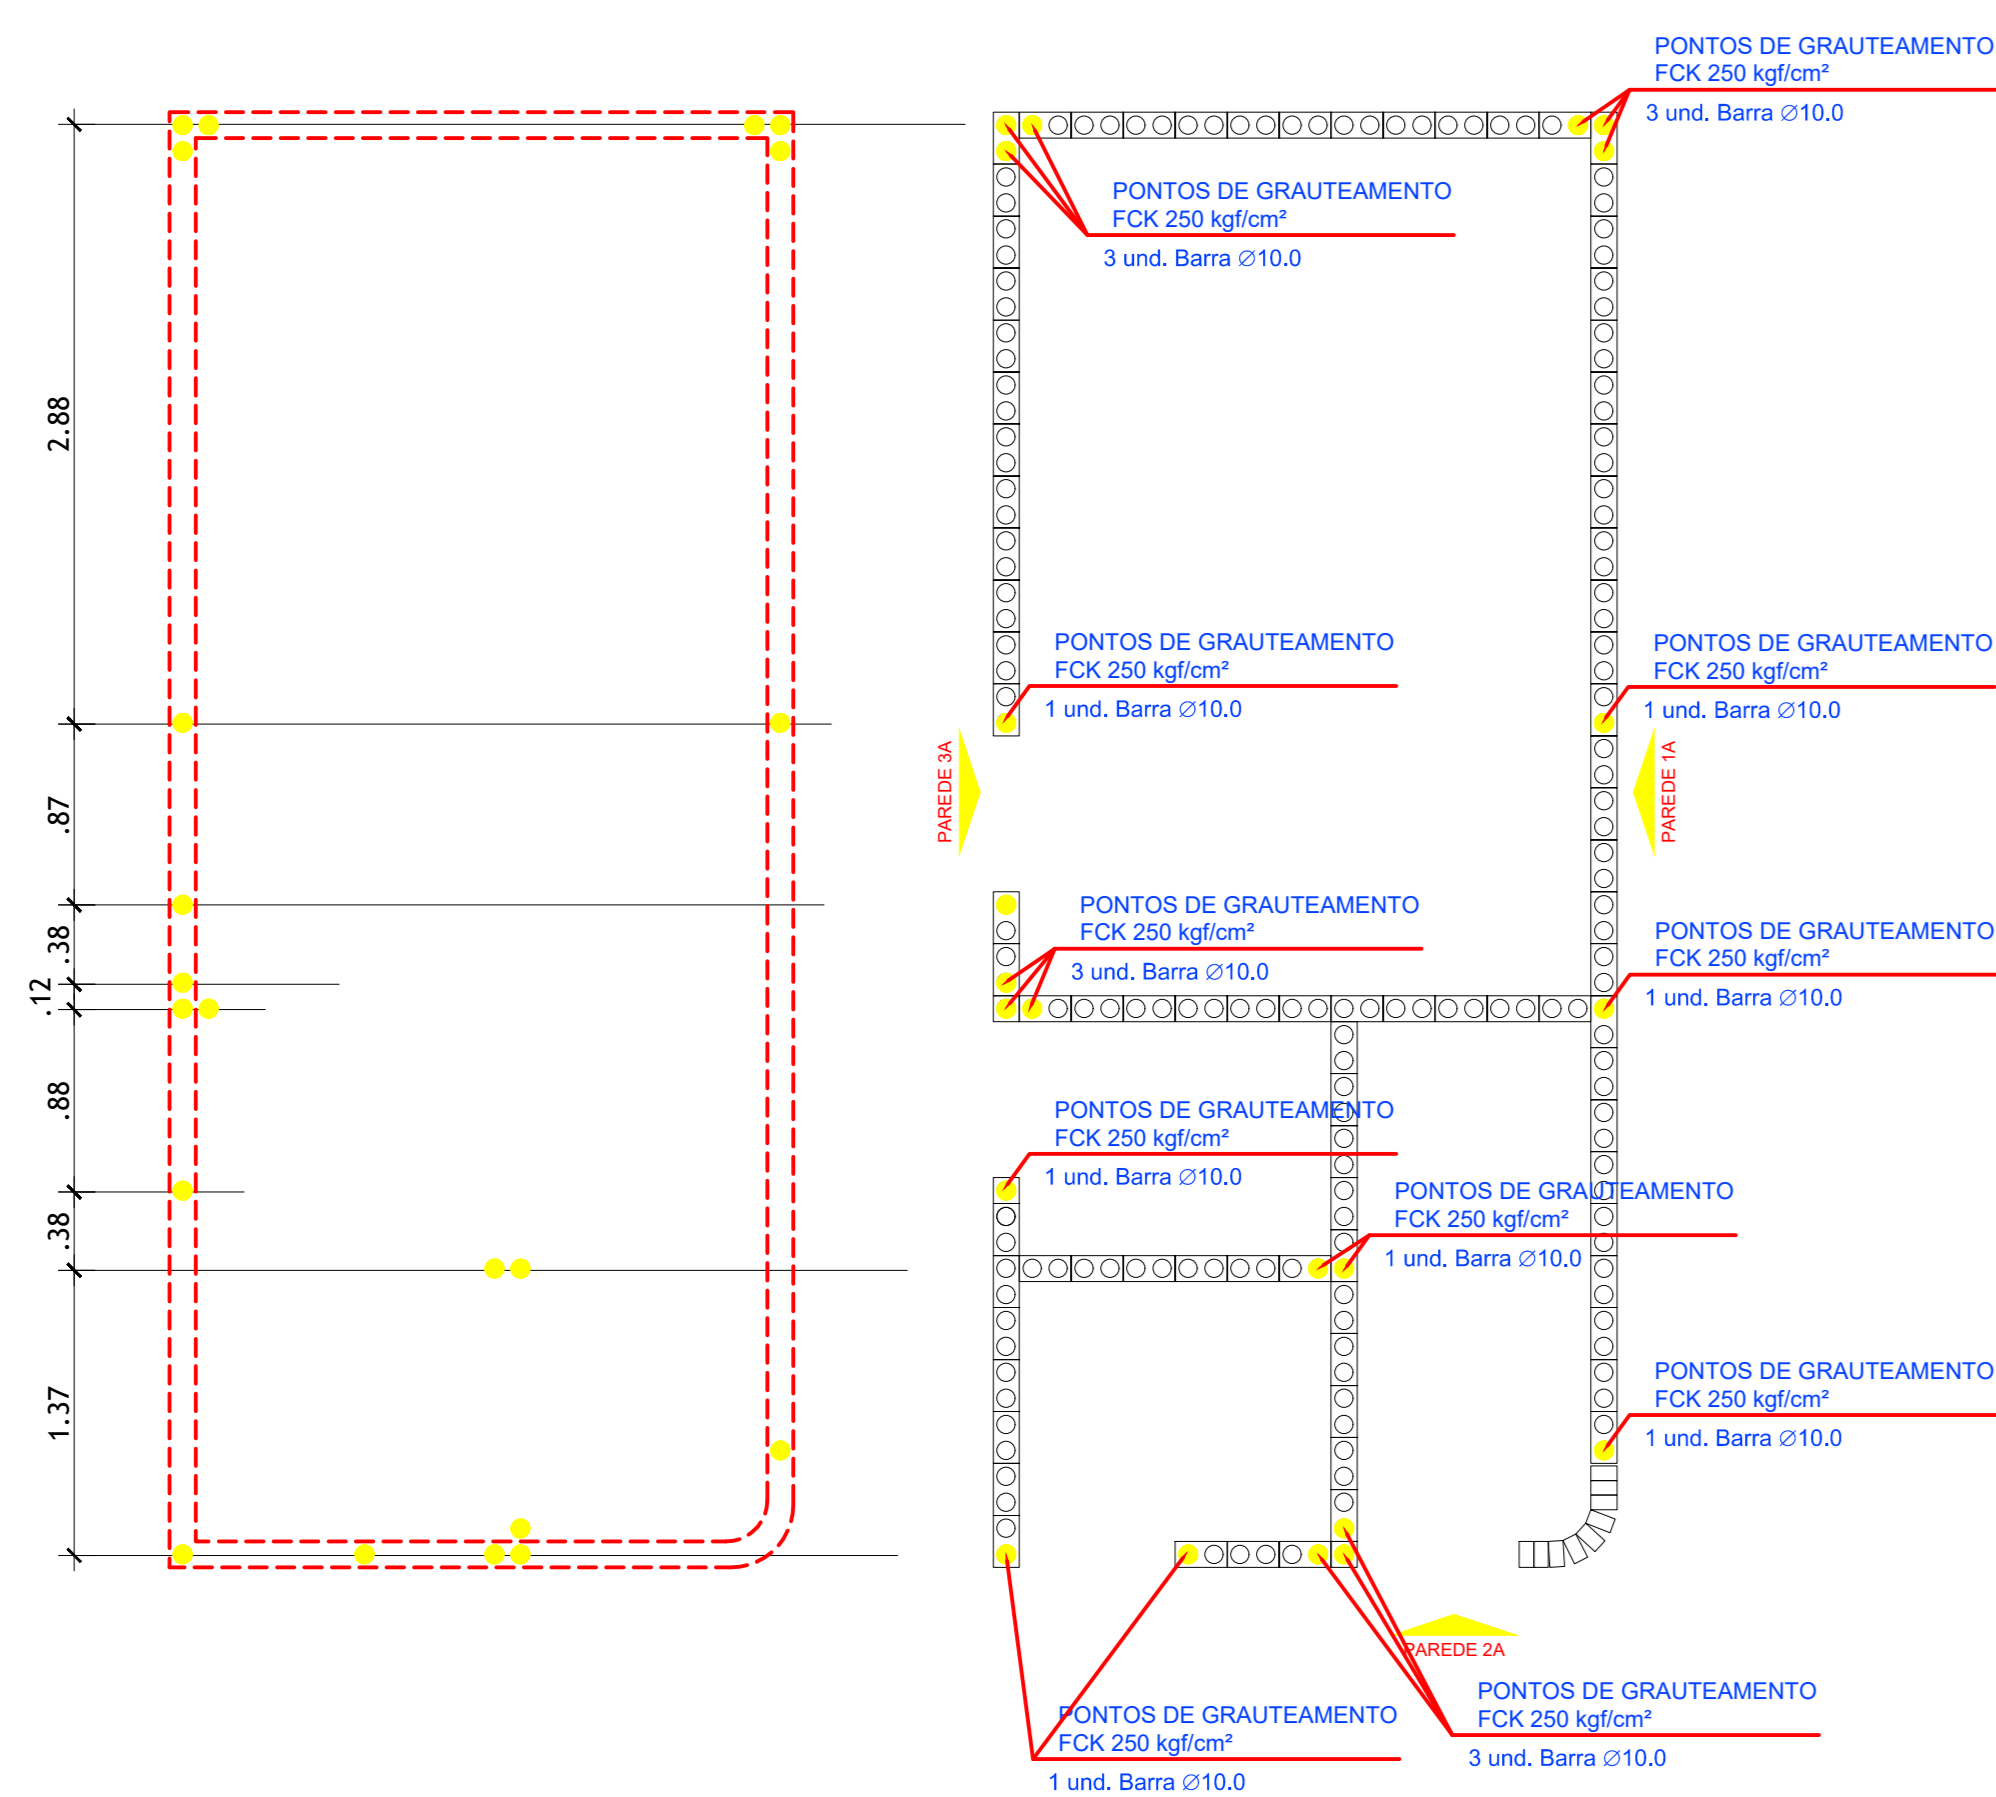 PONTOS DE GRAUTEAMENTO
FCK 250 kgf/cm²
3 und. Barra ∅10.0
PONTOS DE GRAUTEAMENTO
FCK 250 kgf/cm²
3 und. Barra ∅10.0
2.88
PONTOS DE GRAUTEAMENTO
FCK 250 kgf/cm²
1 und. Barra ∅10.0
PONTOS DE GRAUTEAMENTO
FCK 250 kgf/cm²
1 und. Barra ∅10.0
.87
PAREDE 3A
PAREDE 1A
.38
PONTOS DE GRAUTEAMENTO
FCK 250 kgf/cm²
3 und. Barra ∅10.0
PONTOS DE GRAUTEAMENTO
FCK 250 kgf/cm²
1 und. Barra ∅10.0
.12
.88
PONTOS DE GRAUTEAMENTO
FCK 250 kgf/cm²
1 und. Barra ∅10.0
PONTOS DE GRAUTEAMENTO
FCK 250 kgf/cm²
1 und. Barra ∅10.0
.38
1.37
PONTOS DE GRAUTEAMENTO
FCK 250 kgf/cm²
1 und. Barra ∅10.0
PAREDE 2A
PONTOS DE GRAUTEAMENTO
FCK 250 kgf/cm²
1 und. Barra ∅10.0
PONTOS DE GRAUTEAMENTO
FCK 250 kgf/cm²
3 und. Barra ∅10.0